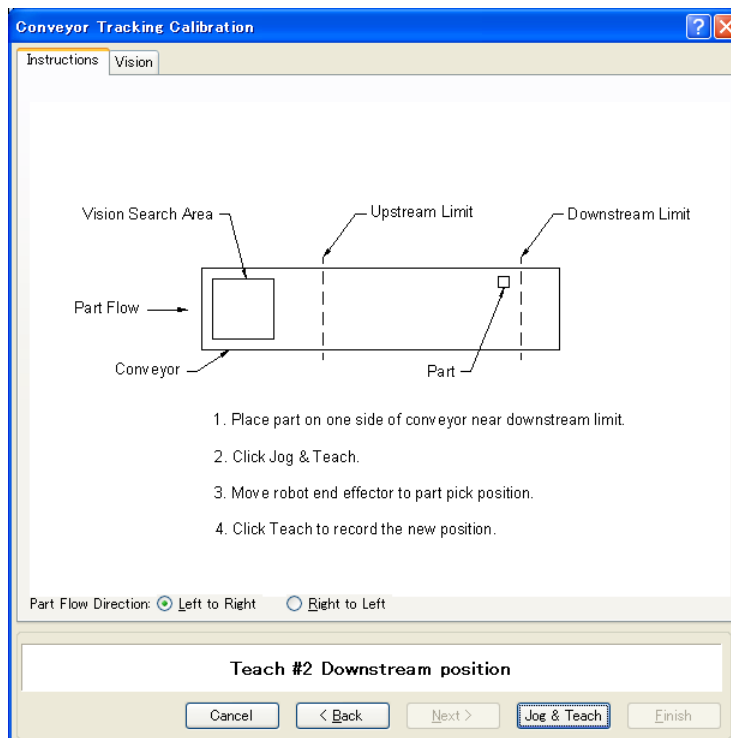 Conveyor Tracking Calibration
Instructions
Vision
Vision Search Area
Upstream Limit
Downstream Limit
Part Flow
Conveyor
Part
1. Place part on one side of conveyor near downstream limit.
2. Click Jog & Teach.
3. Move robot end effector to part pick position.
4. Click Teach to record the new position.
Part Flow Direction: Left to Right Right to Left
Teach #2 Downstream position
Cancel < Back Next > Jog & Teach Finish